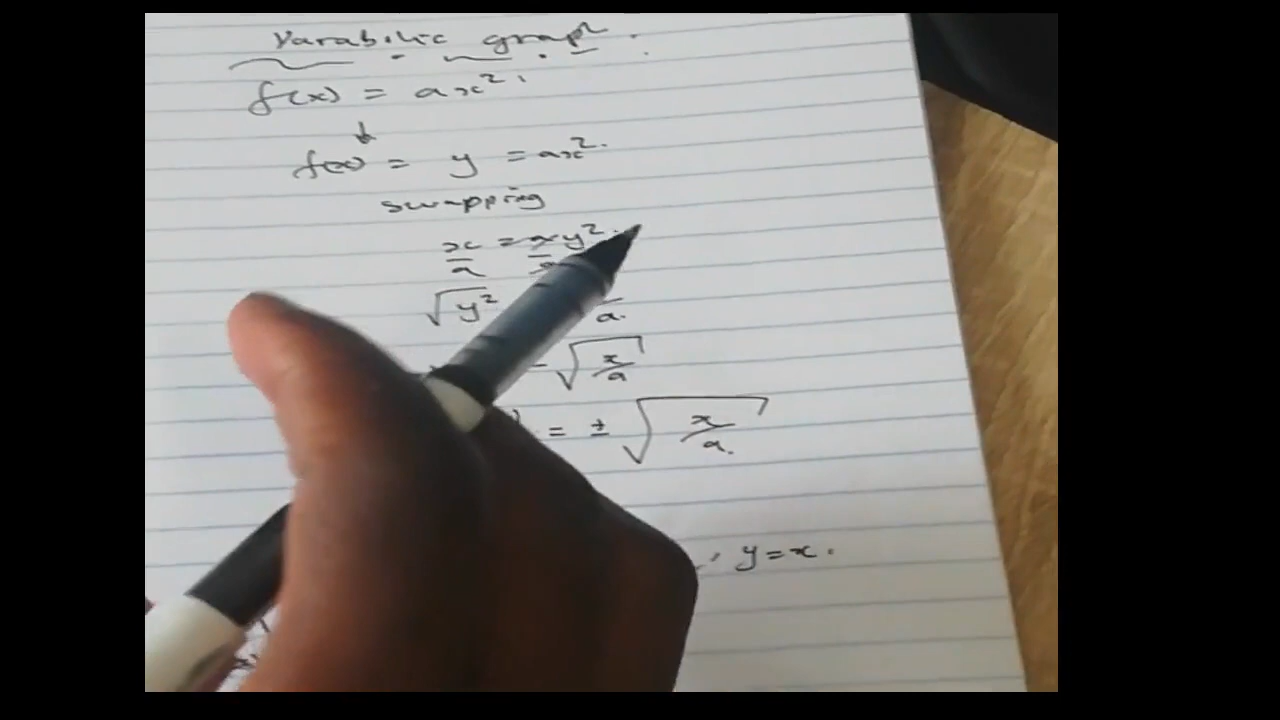 Parabolic graph.
f(x) = ax².
f(x) = y = ax².
swapping
x/a = ay²/a
√y² /a.
√x/a
= ± √x/a.
, y = x.